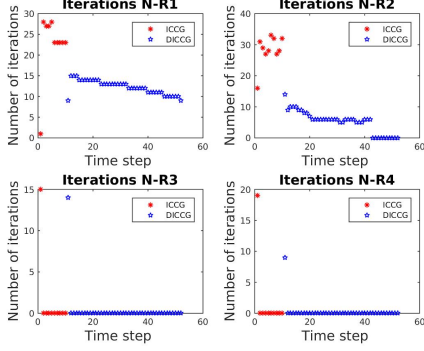 Iterations N-R1
Number of iterations
30
25
20
15
10
5
0
0 20 40 60
Time step
ICCG
DICCG
Iterations N-R2
Number of iterations
40
30
20
10
0
0 20 40 60
Time step
ICCG
DICCG
Iterations N-R3
Number of iterations
15
10
5
0
0 20 40 60
Time step
ICCG
DICCG
Iterations N-R4
Number of iterations
20
15
10
5
0
0 20 40 60
Time step
ICCG
DICCG